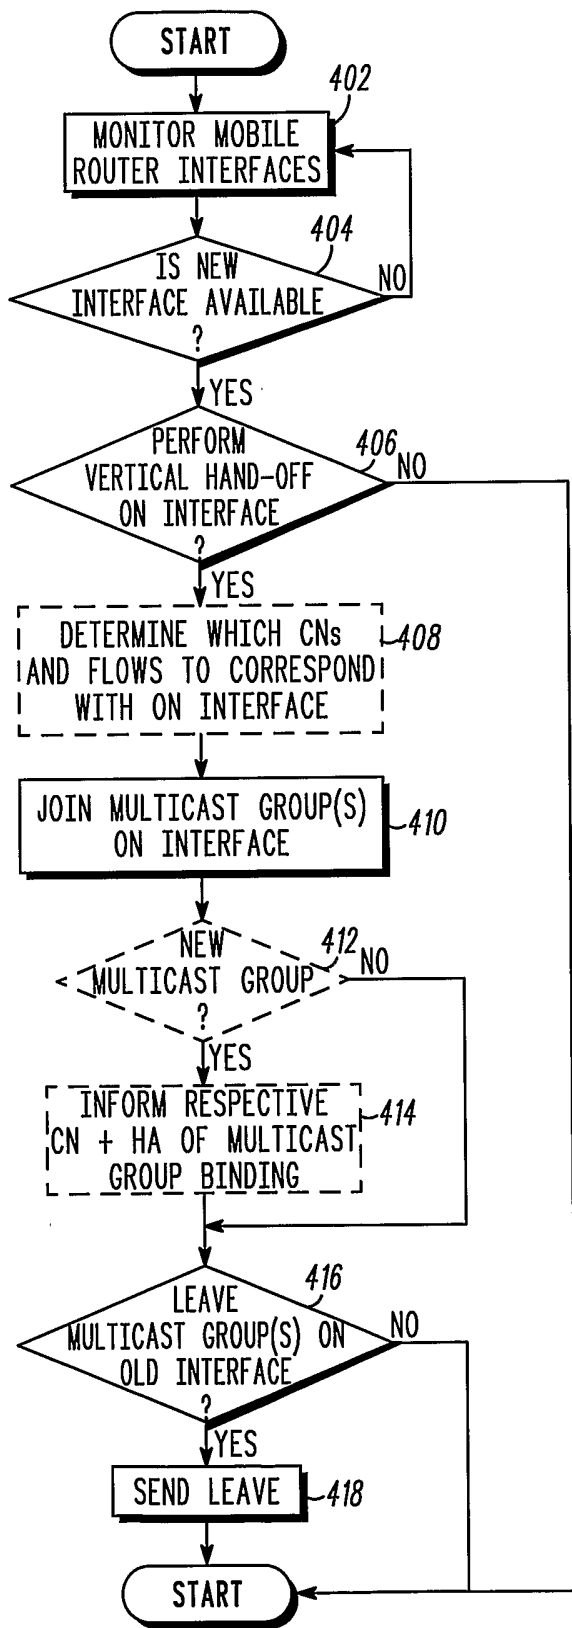 START
402
MONITOR MOBILE
ROUTER INTERFACES
404
IS NEW
INTERFACE AVAILABLE
?
NO
YES
PERFORM
VERTICAL HAND-OFF
ON INTERFACE
?
406
NO
YES
DETERMINE WHICH CNs
AND FLOWS TO CORRESPOND
WITH ON INTERFACE
408
JOIN MULTICAST GROUP(S)
ON INTERFACE
410
NEW
MULTICAST GROUP
?
412
NO
YES
INFORM RESPECTIVE
CN + HA OF MULTICAST
GROUP BINDING
414
416
LEAVE
MULTICAST GROUP(S) ON
OLD INTERFACE
?
NO
YES
SEND LEAVE
418
START